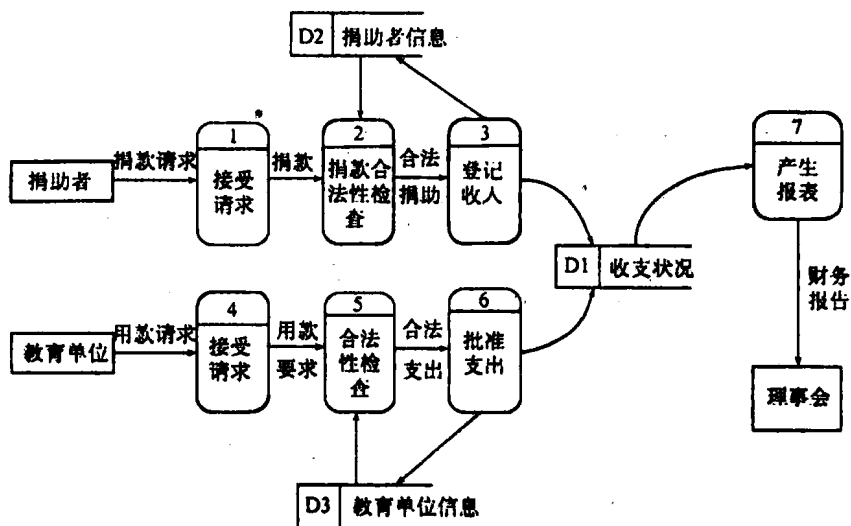 D2 捐助者信息
捐助者
捐款请求
1
接受
请求
捐款
2
捐款合
法性检
查
合法
捐助
3
登记
收人
7
产生
报表
D1 收支状况
财务
报告
理事会
教育单位
用款请求
4
接受
请求
用款
要求
5
合法
性检
查
合法
支出
6
批准
支出
D3 教育单位信息